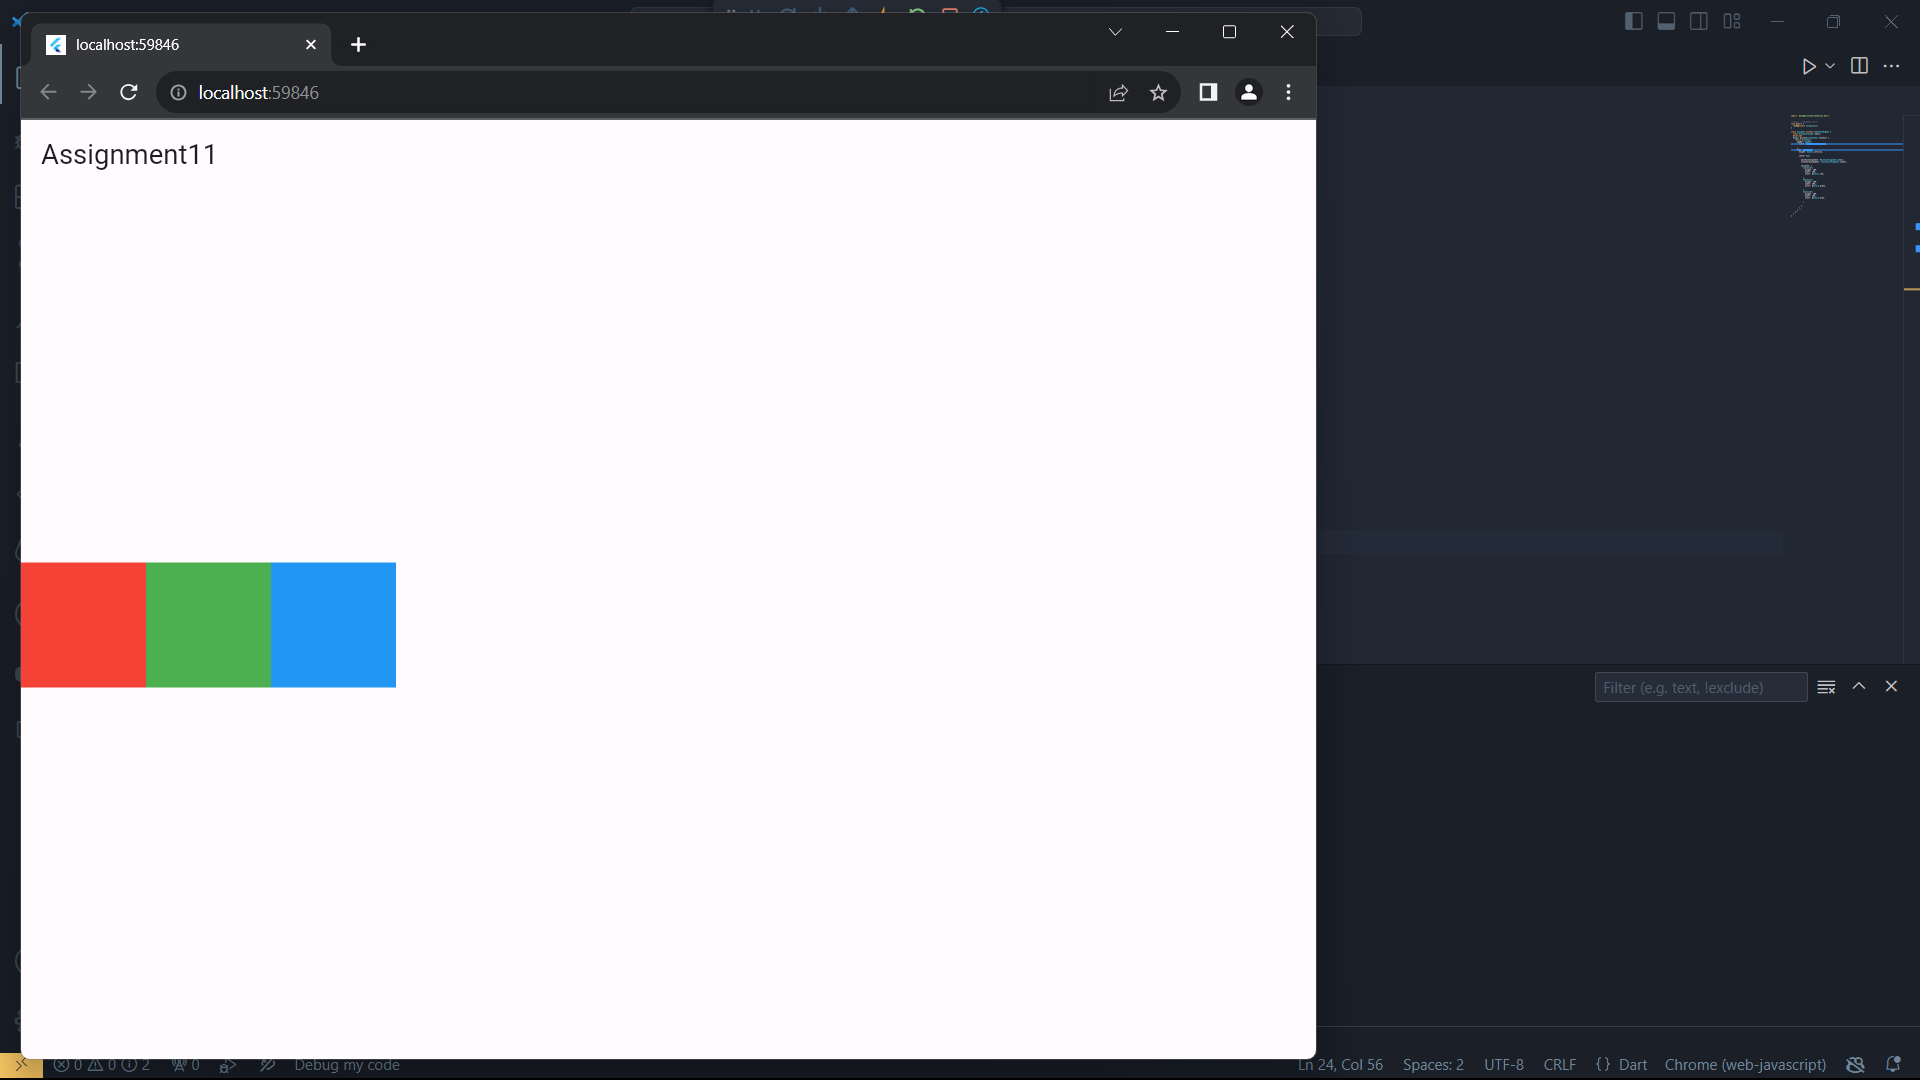 localhost:59846
localhost:59846
Assignment11
Filter (e.g. text, !exclude)
0 0 2 0 Debug my code Ln 24, Col 56 Spaces: 2 UTF-8 CRLF {} Dart Chrome (web-javascript)